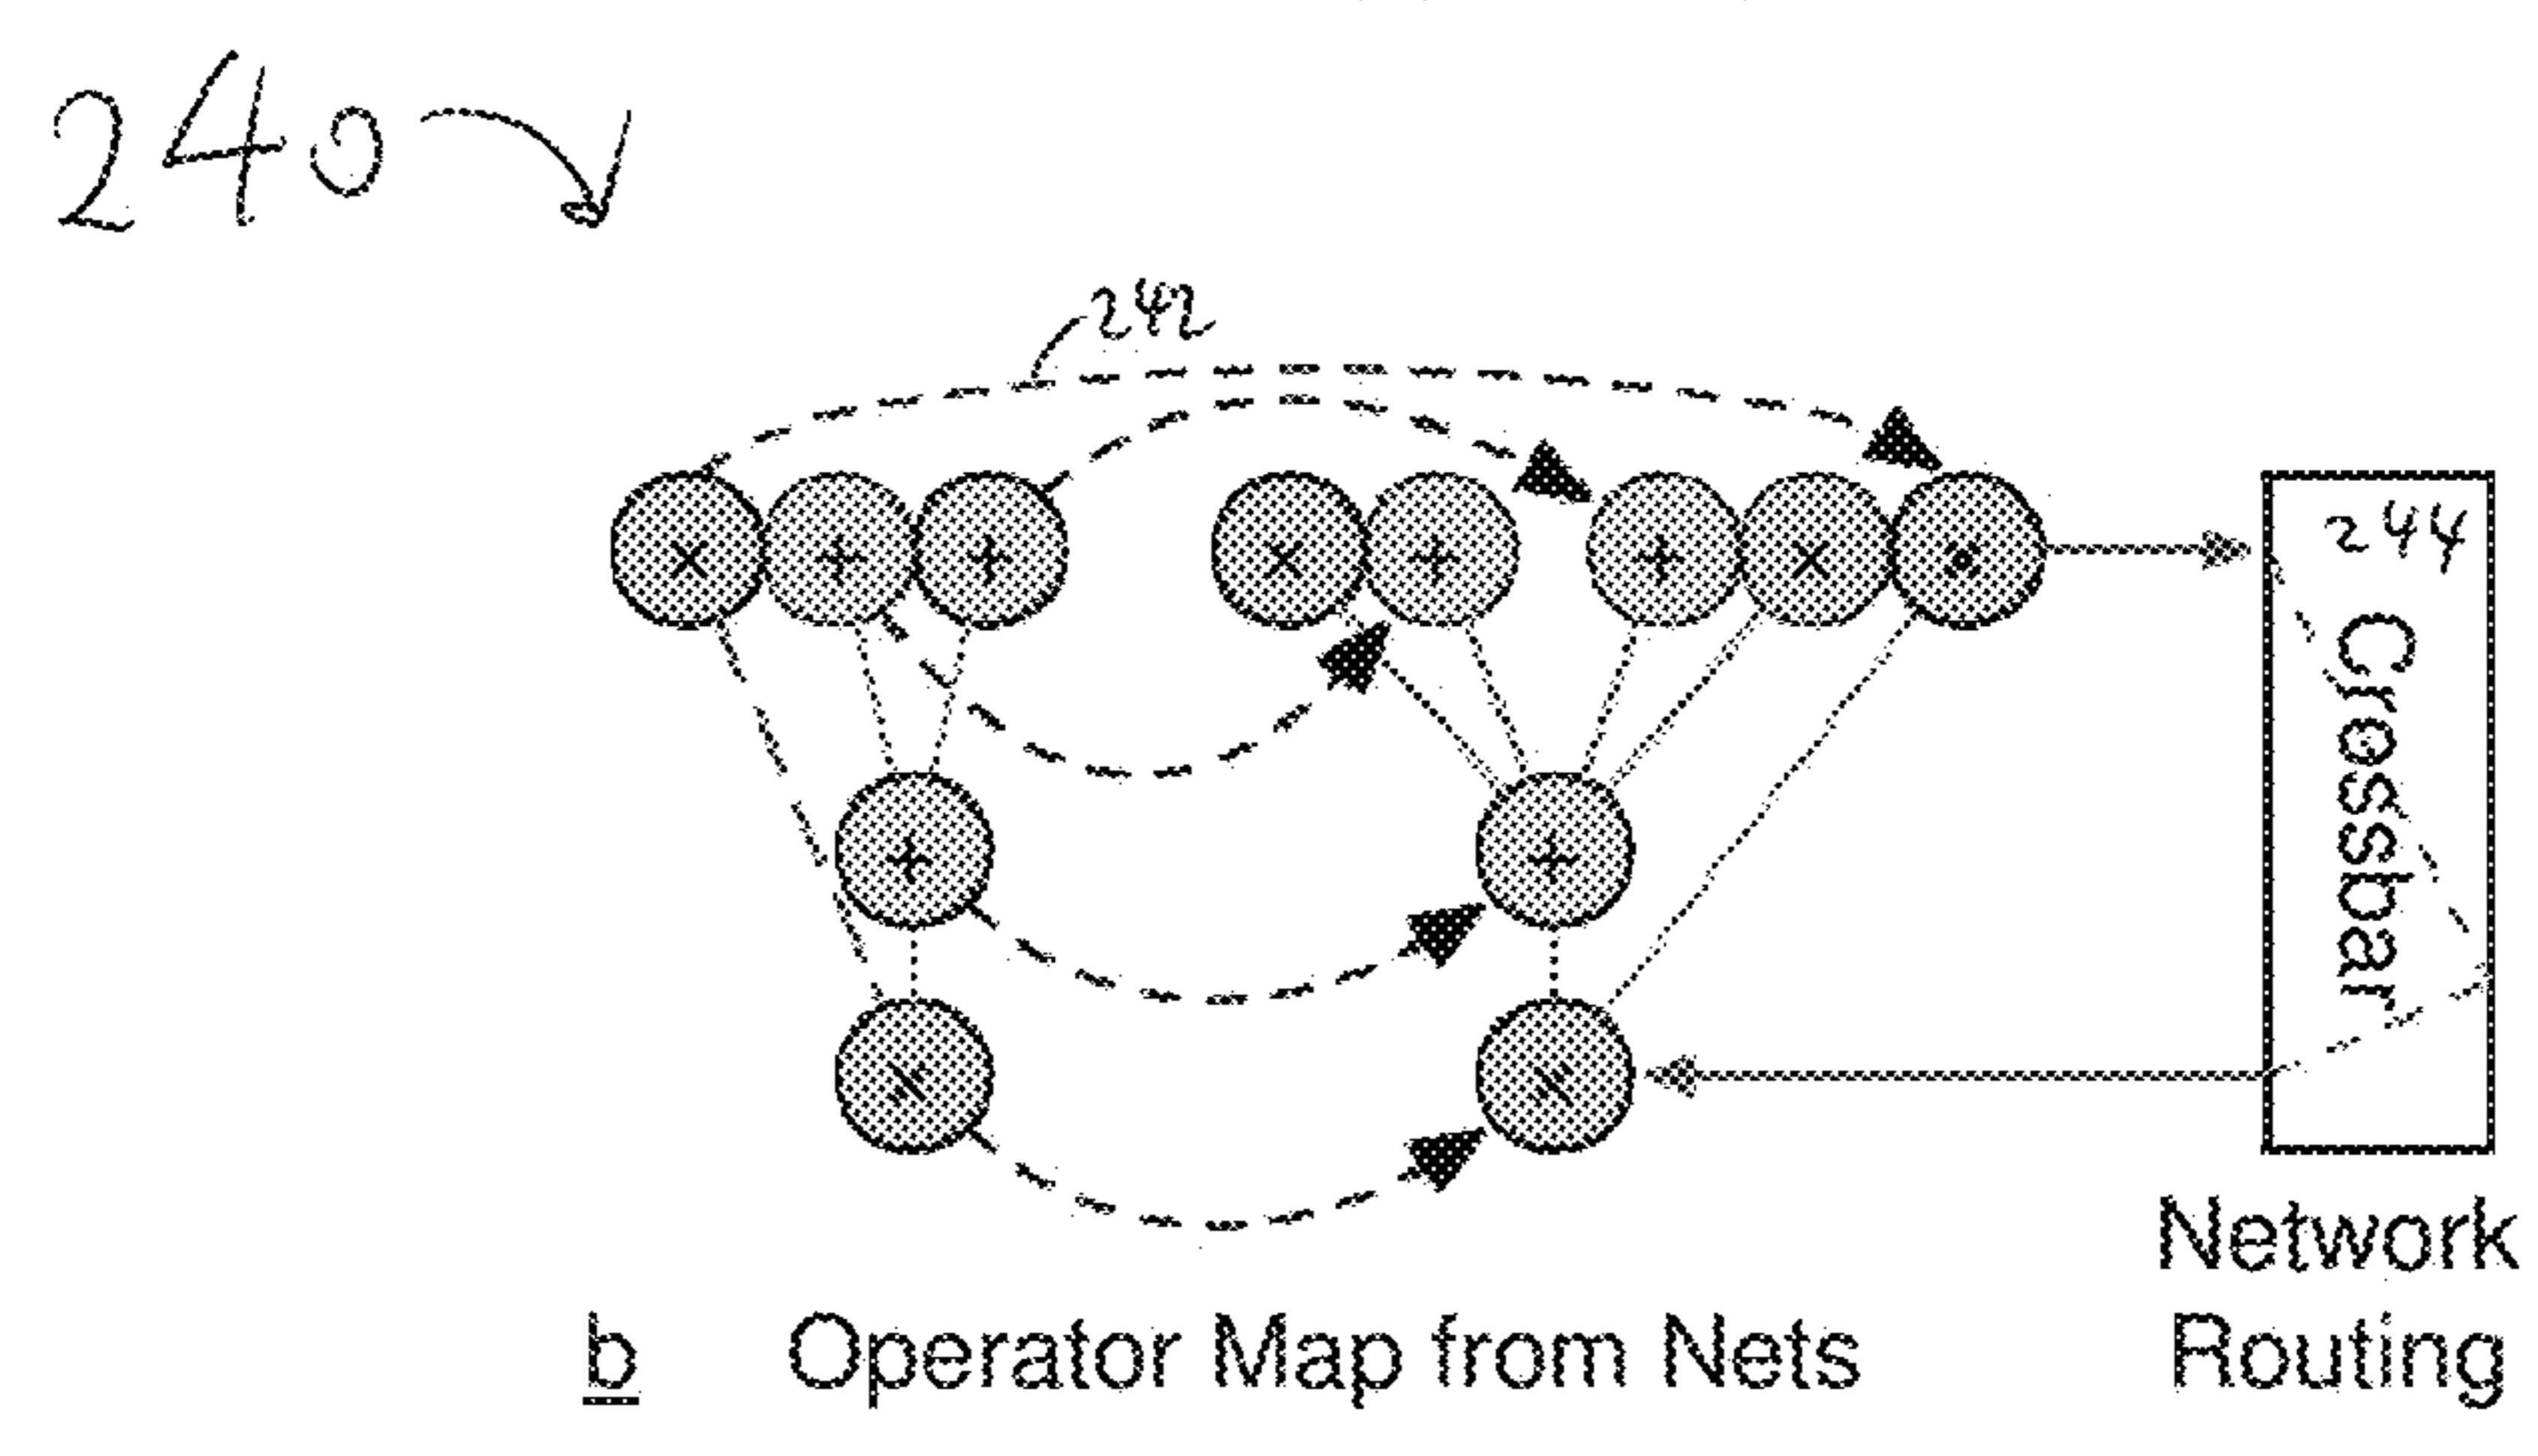 240
242
× + + × + + × •
244
Crossbar
+ +
Network
Routing
b Operator Map from Nets